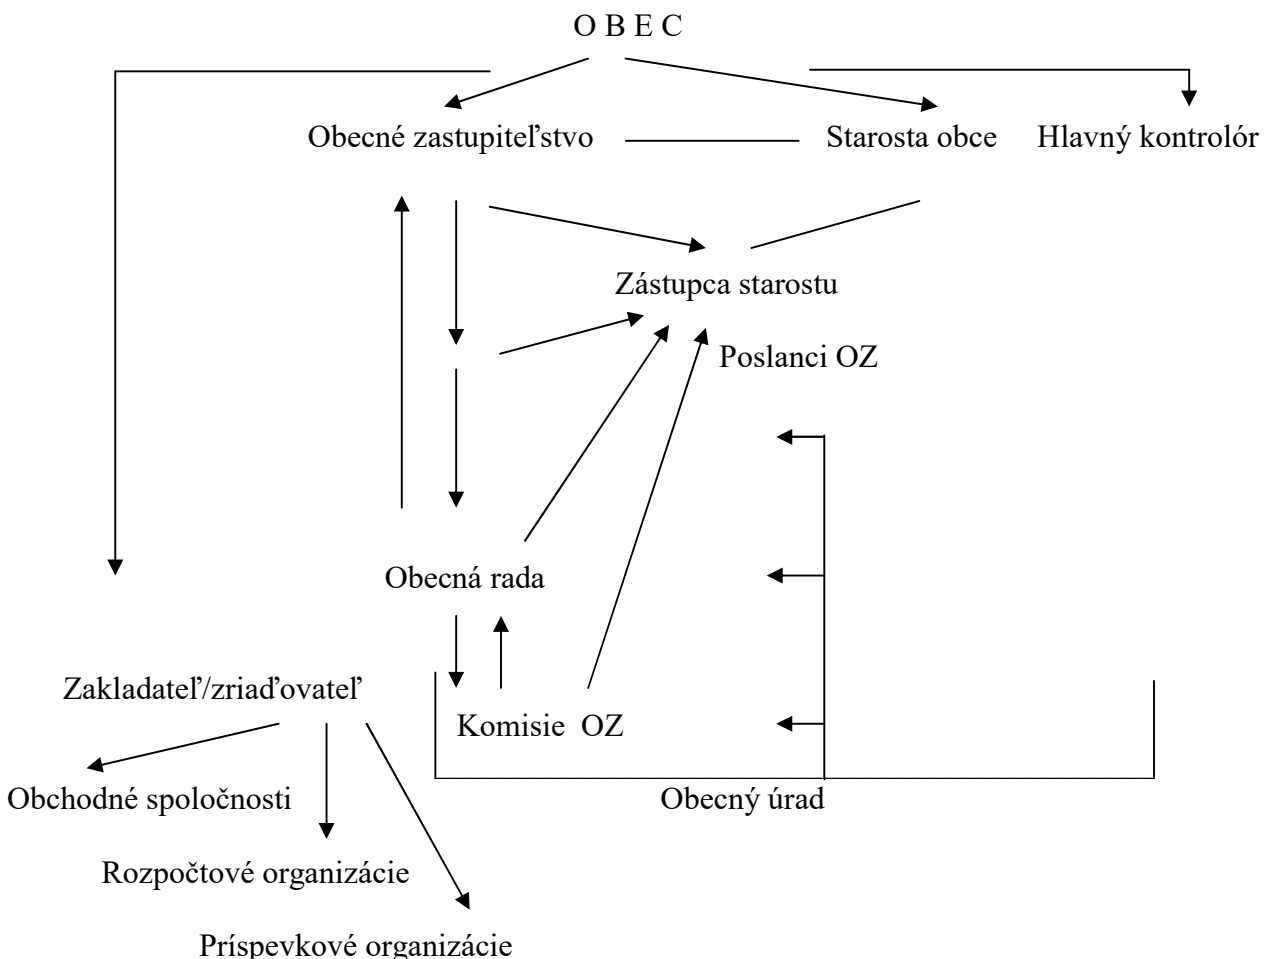 O B E C
Obecné zastupiteľstvo Starosta obce Hlavný kontrolór
Zástupca starostu
Poslanci OZ
Obecná rada
Zakladateľ/zriaďovateľ
Komisie OZ
Obchodné spoločnosti
Obecný úrad
Rozpočtové organizácie
Príspevkové organizácie